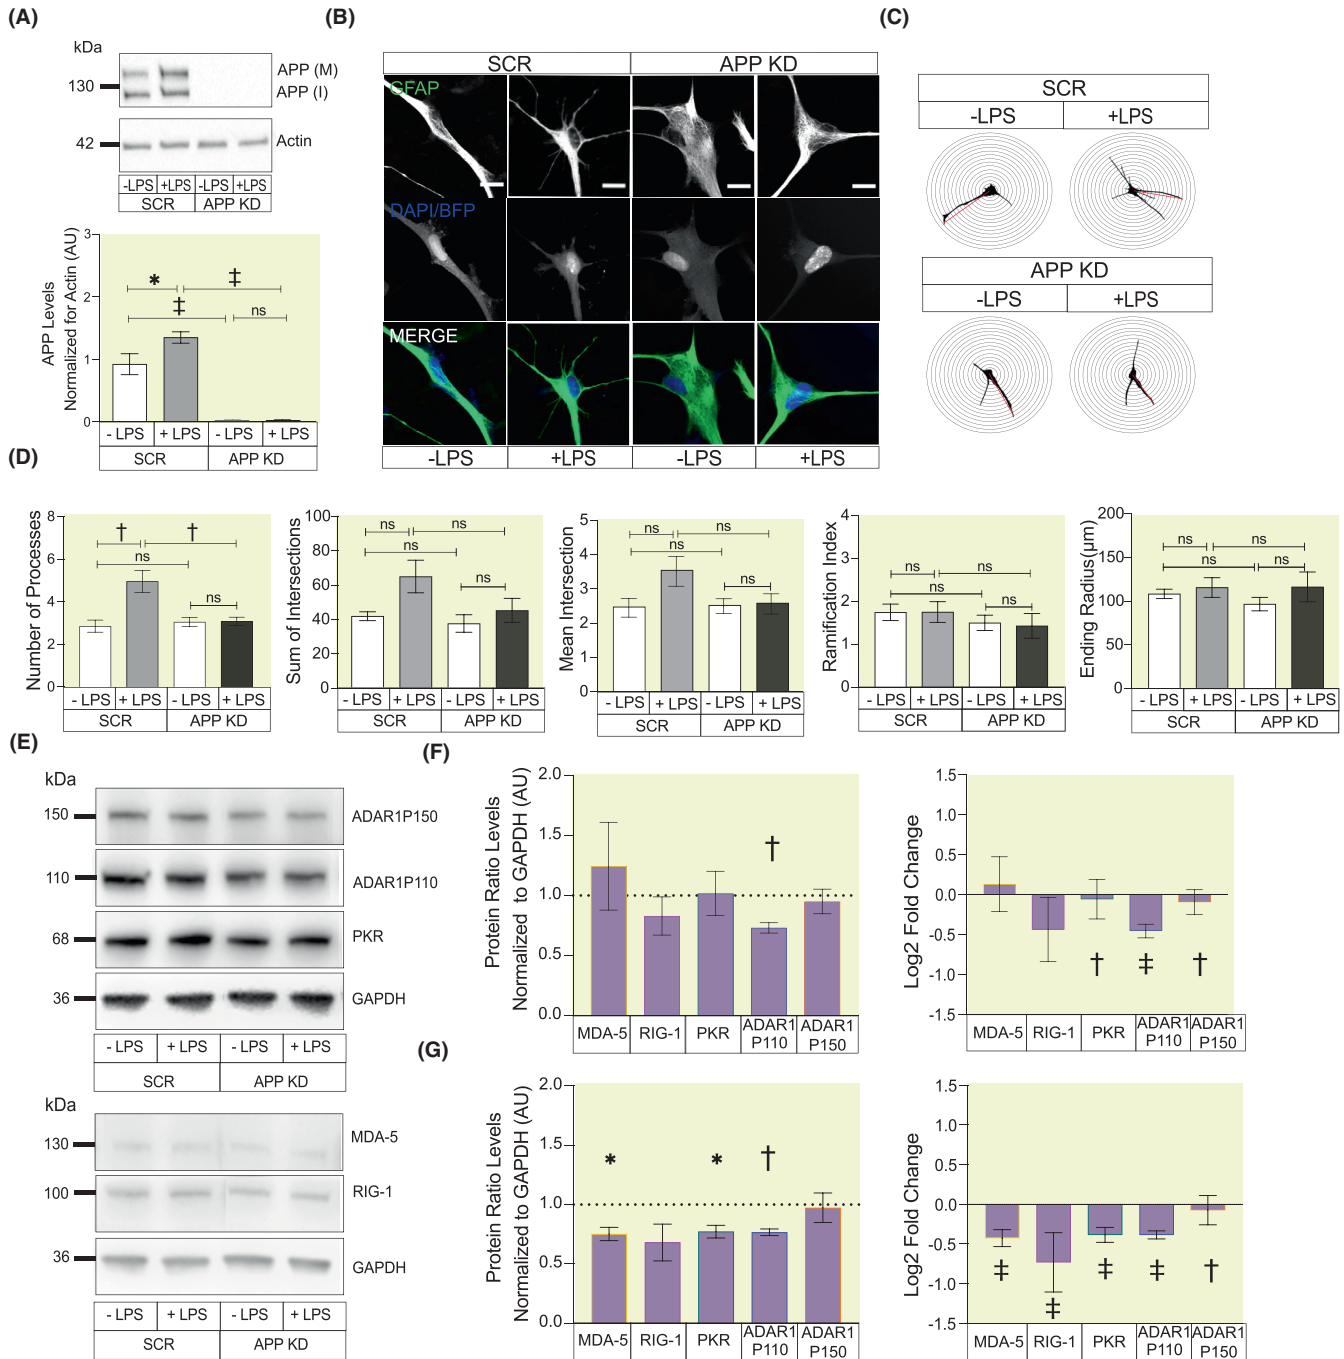 (A)
kDa
APP (M)
130
APP (I)
42
Actin
-LPS +LPS -LPS +LPS
SCR APP KD
APP Levels
Normalized for Actin (AU)
3
2
1
0
*
‡
‡
ns
- LPS + LPS - LPS + LPS
SCR APP KD
(B)
SCR APP KD
GFAP
DAPI/BFP
MERGE
-LPS +LPS -LPS +LPS
(C)
SCR
-LPS +LPS
APP KD
-LPS +LPS
(D)
Number of Processes
8
6
4
2
0
†
†
ns
ns
- LPS + LPS - LPS + LPS
SCR APP KD
Sum of Intersections
100
80
60
40
20
0
ns
ns
ns
ns
- LPS + LPS - LPS + LPS
SCR APP KD
Mean Intersection
5
4
3
2
1
0
ns
ns
ns
ns
- LPS + LPS - LPS + LPS
SCR APP KD
Ramification Index
4
3
2
1
0
ns
ns
ns
ns
- LPS + LPS - LPS + LPS
SCR APP KD
Ending Radius(µm)
200
150
100
50
0
ns
ns
ns
ns
- LPS + LPS - LPS + LPS
SCR APP KD
(E)
kDa
150
ADAR1P150
110
ADAR1P110
68
PKR
36
GAPDH
- LPS + LPS - LPS + LPS
SCR APP KD
kDa
130
MDA-5
100
RIG-1
36
GAPDH
- LPS + LPS - LPS + LPS
SCR APP KD
(F)
Protein Ratio Levels
Normalized to GAPDH (AU)
2.0
1.5
1.0
0.5
0.0
†
MDA-5 RIG-1 PKR ADAR1 P110 ADAR1 P150
Log2 Fold Change
1.5
1.0
0.5
0.0
-0.5
-1.0
-1.5
† ‡ †
MDA-5 RIG-1 PKR ADAR1 P110 ADAR1 P150
(G)
Protein Ratio Levels
Normalized to GAPDH (AU)
2.0
1.5
1.0
0.5
0.0
* * †
MDA-5 RIG-1 PKR ADAR1 P110 ADAR1 P150
Log2 Fold Change
1.5
1.0
0.5
0.0
-0.5
-1.0
-1.5
‡ ‡ ‡ ‡ †
MDA-5 RIG-1 PKR ADAR1 P110 ADAR1 P150